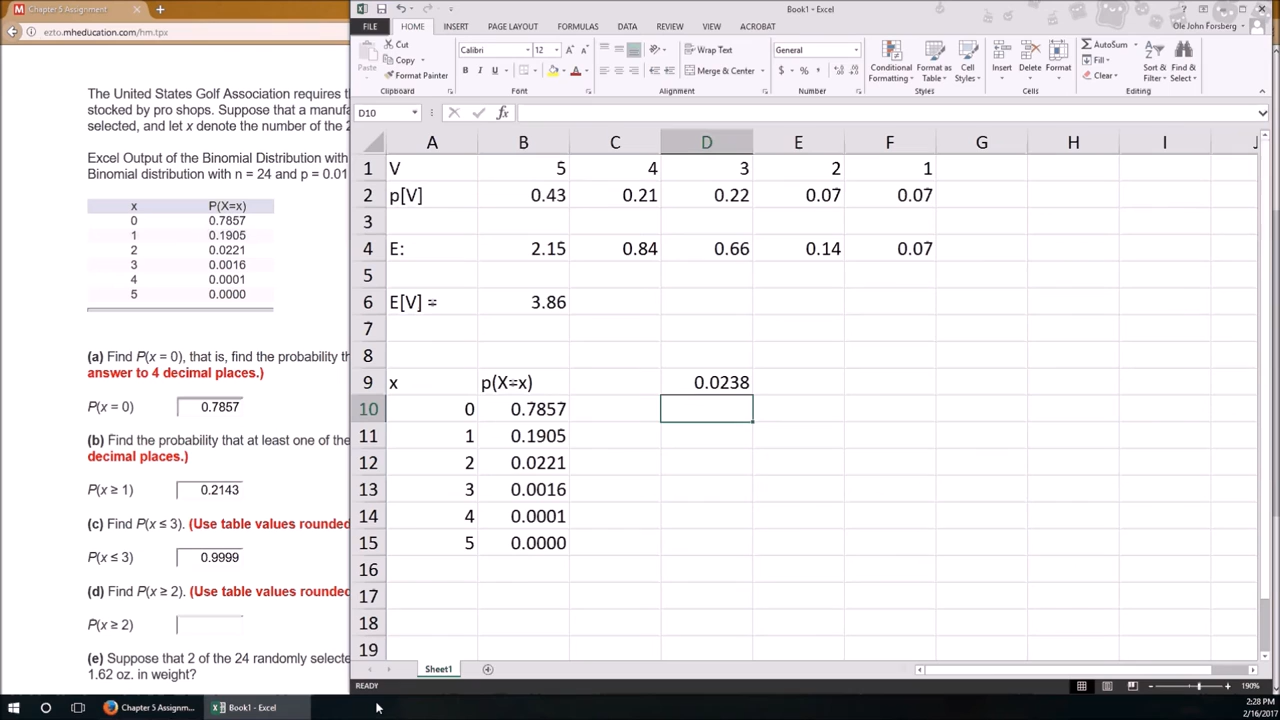 Chapter 5 Assignment
ezto.mheducation.com/hm.tpx
The United States Golf Association requires t
stocked by pro shops. Suppose that a manufa
selected, and let x denote the number of the 2
Excel Output of the Binomial Distribution with
Binomial distribution with n = 24 and p = 0.01
x P(X=x)
0 0.7857
1 0.1905
2 0.0221
3 0.0016
4 0.0001
5 0.0000
(a) Find P(x = 0), that is, find the probability th
answer to 4 decimal places.)
P(x = 0) 0.7857
(b) Find the probability that at least one of the
decimal places.)
P(x ≥ 1) 0.2143
(c) Find P(x ≤ 3). (Use table values rounded
P(x ≤ 3) 0.9999
(d) Find P(x ≥ 2). (Use table values rounded
P(x ≥ 2)
(e) Suppose that 2 of the 24 randomly selecte
1.62 oz. in weight?
Book1 - Excel
FILE HOME INSERT PAGE LAYOUT FORMULAS DATA REVIEW VIEW ACROBAT
Ole John Forsberg
Paste
Cut
Copy
Format Painter
Clipboard
Calibri 12
B I U
Font
Wrap Text
Merge & Center
Alignment
General
$ % ,
Number
Conditional Formatting
Format as Table
Cell Styles
Styles
Insert
Delete
Format
Cells
AutoSum
Fill
Clear
Sort & Filter
Find & Select
Editing
D10 fx
A B C D E F G H I J
1 V 5 4 3 2 1
2 p[V] 0.43 0.21 0.22 0.07 0.07
3
4 E: 2.15 0.84 0.66 0.14 0.07
5
6 E[V] = 3.86
7
8
9 x p(X=x) 0.0238
10 0 0.7857
11 1 0.1905
12 2 0.0221
13 3 0.0016
14 4 0.0001
15 5 0.0000
16
17
18
19
Sheet1
READY
190%
Chapter 5 Assignm...
Book1 - Excel
2:28 PM
2/16/2017